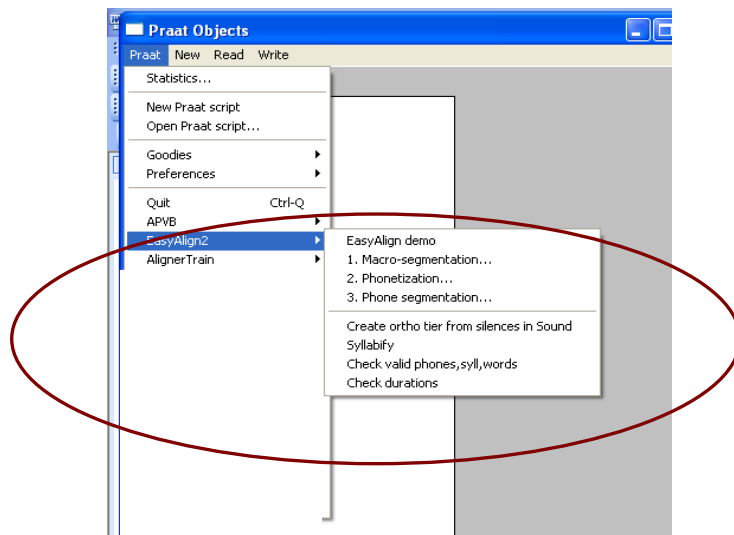 Praat Objects
Praat New Read Write
Statistics...
New Praat script
Open Praat script...
Goodies
Preferences
Quit Ctrl-Q
APVB
EasyAlign2
AlignerTrain
EasyAlign demo
1. Macro-segmentation...
2. Phonetization...
3. Phone segmentation...
Create ortho tier from silences in Sound
Syllabify
Check valid phones,syll,words
Check durations